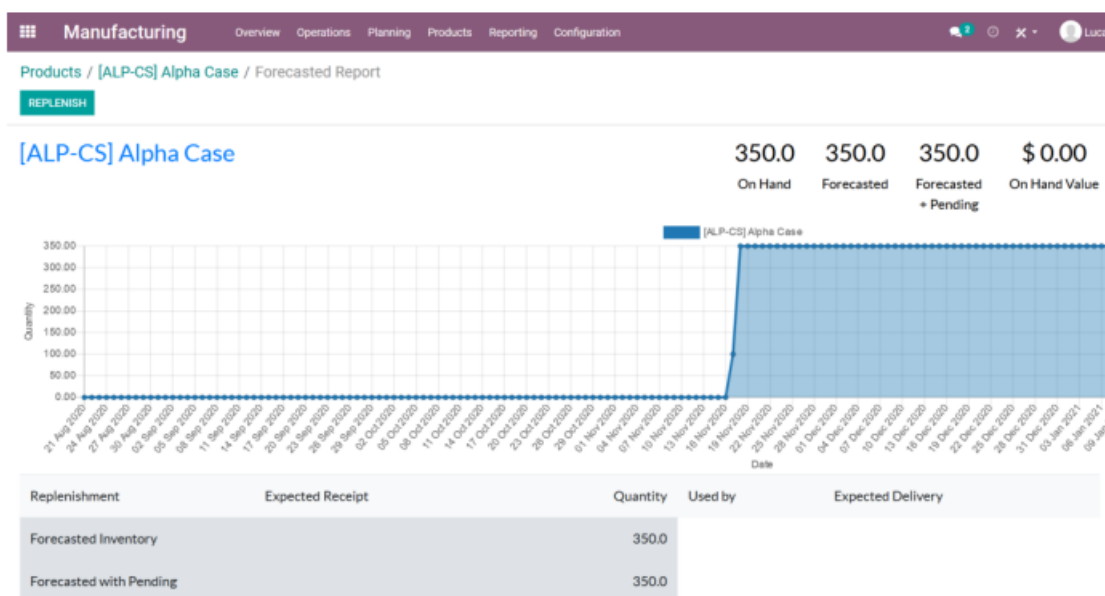 Manufacturing Overview Operations Planning Products Reporting Configuration 2 Luca
Products / [ALP-CS] Alpha Case / Forecasted Report
REPLENISH
[ALP-CS] Alpha Case
350.0 350.0 350.0 $ 0.00
On Hand Forecasted Forecasted On Hand Value
+ Pending
[ALP-CS] Alpha Case
350.00
300.00
250.00
200.00
150.00
100.00
50.00
0.00
Quantity
21 Aug 2020 24 Aug 2020 27 Aug 2020 30 Aug 2020 02 Sep 2020 05 Sep 2020 08 Sep 2020 11 Sep 2020 14 Sep 2020 17 Sep 2020 20 Sep 2020 23 Sep 2020 26 Sep 2020 29 Sep 2020 02 Oct 2020 05 Oct 2020 08 Oct 2020 11 Oct 2020 14 Oct 2020 17 Oct 2020 20 Oct 2020 23 Oct 2020 26 Oct 2020 29 Oct 2020 01 Nov 2020 04 Nov 2020 07 Nov 2020 10 Nov 2020 13 Nov 2020 16 Nov 2020 19 Nov 2020 22 Nov 2020 25 Nov 2020 28 Nov 2020 01 Dec 2020 04 Dec 2020 07 Dec 2020 10 Dec 2020 13 Dec 2020 16 Dec 2020 19 Dec 2020 22 Dec 2020 25 Dec 2020 28 Dec 2020 31 Dec 2020 03 Jan 2021 06 Jan 2021 09 Jan
Date
Replenishment Expected Receipt Quantity Used by Expected Delivery
Forecasted Inventory 350.0
Forecasted with Pending 350.0